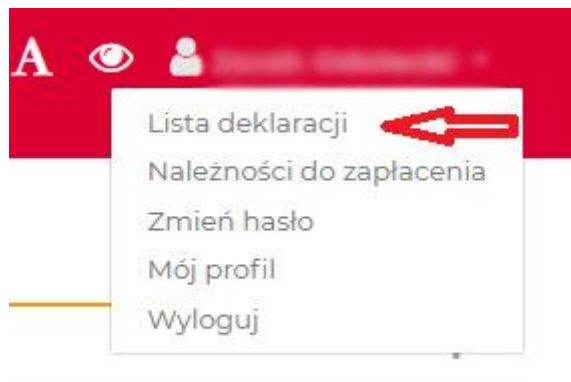 A
Lista deklaracji
Należności do zapłacenia
Zmień hasło
Mój profil
Wyloguj